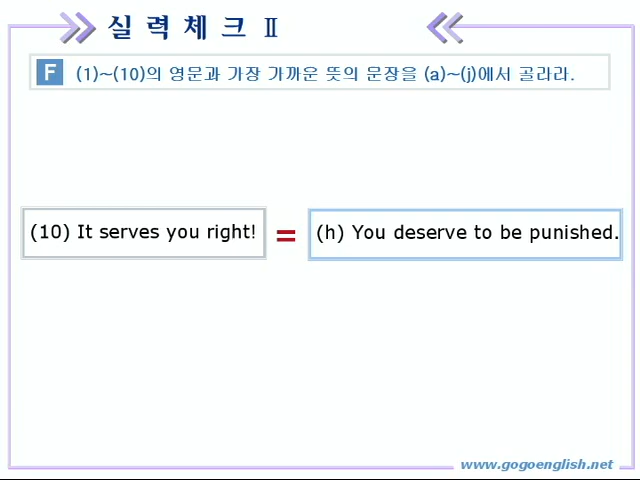 실력체크 Ⅱ
F (1)~(10)의 영문과 가장 가까운 뜻의 문장을 (a)~(j)에서 골라라.
(10) It serves you right! = (h) You deserve to be punished.
www.gogoenglish.net